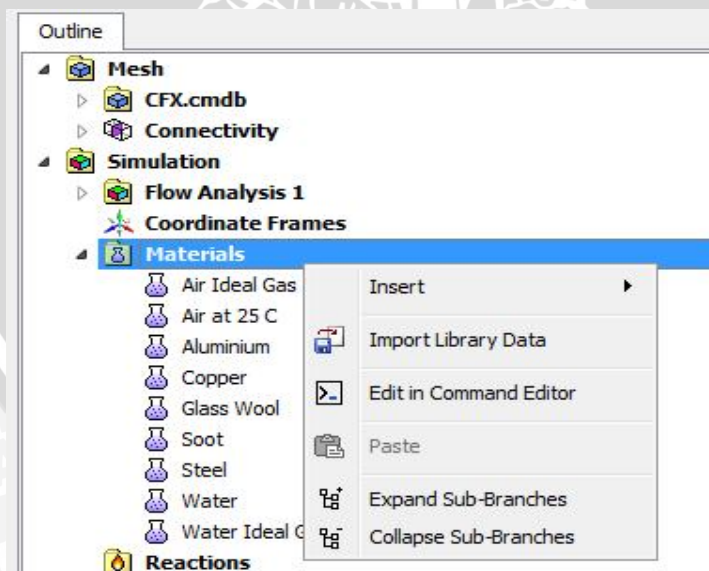 Outline
Mesh
CFX.cmdb
Connectivity
Simulation
Flow Analysis 1
Coordinate Frames
Materials
Air Ideal Gas
Air at 25 C
Aluminium
Copper
Glass Wool
Soot
Steel
Water
Water Ideal G
Reactions
Insert
Import Library Data
Edit in Command Editor
Paste
Expand Sub-Branches
Collapse Sub-Branches